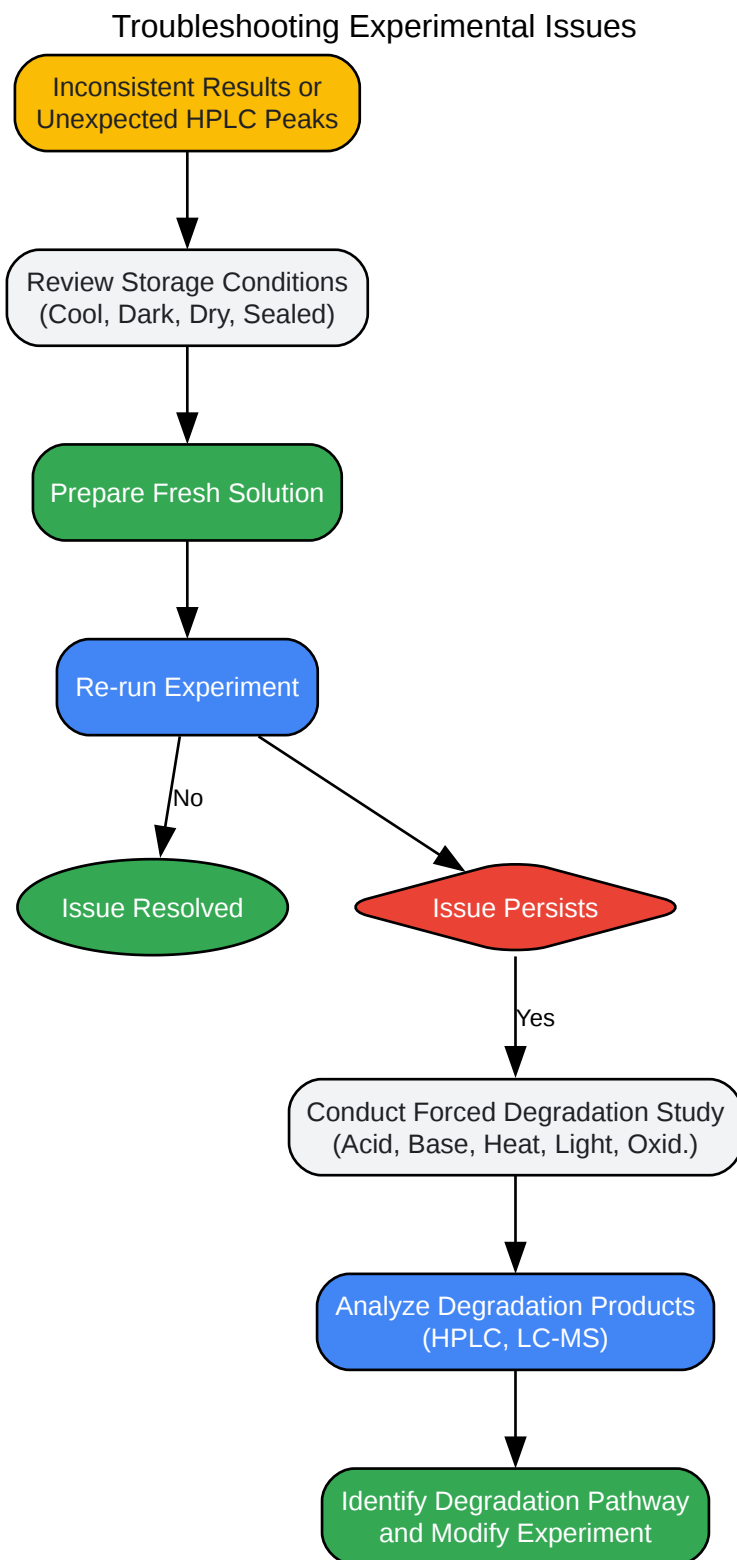 Troubleshooting Experimental Issues
Inconsistent Results or
Unexpected HPLC Peaks
Review Storage Conditions
(Cool, Dark, Dry, Sealed)
Prepare Fresh Solution
Re-run Experiment
No
Issue Resolved
Issue Persists
Yes
Conduct Forced Degradation Study
(Acid, Base, Heat, Light, Oxid.)
Analyze Degradation Products
(HPLC, LC-MS)
Identify Degradation Pathway
and Modify Experiment